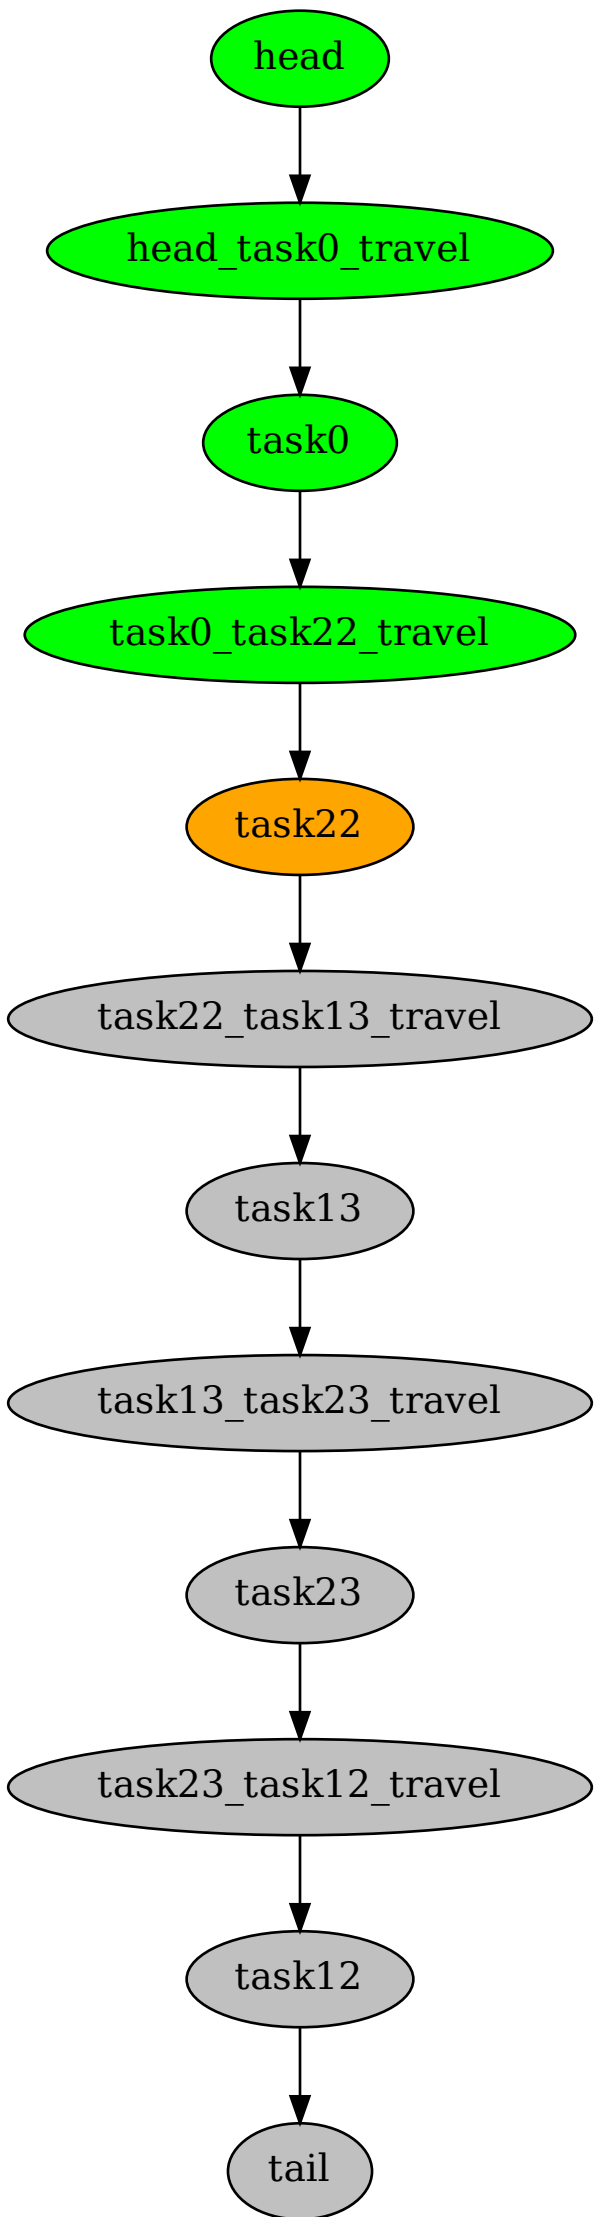 head
head_task0_travel
task0
task0_task22_travel
task22
task22_task13_travel
task13
task13_task23_travel
task23
task23_task12_travel
task12
tail